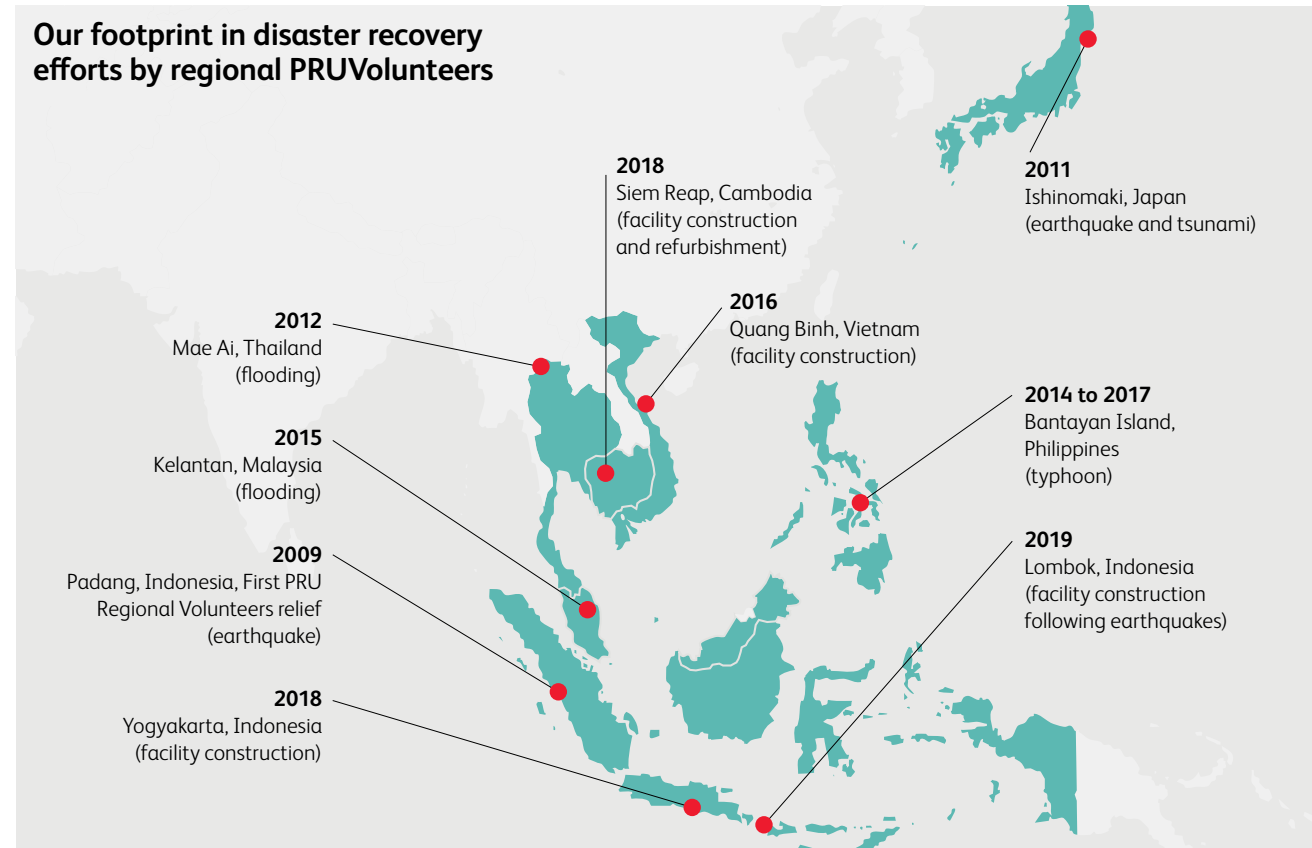 Our footprint in disaster recovery
efforts by regional PRUVolunteers
2018
Siem Reap, Cambodia
(facility construction
and refurbishment)
2011
Ishinomaki, Japan
(earthquake and tsunami)
2016
Quang Binh, Vietnam
(facility construction)
2012
Mae Ai, Thailand
(flooding)
2014 to 2017
Bantayan Island,
Philippines
(typhoon)
2015
Kelantan, Malaysia
(flooding)
2019
Lombok, Indonesia
(facility construction
following earthquakes)
2009
Padang, Indonesia, First PRU
Regional Volunteers relief
(earthquake)
2018
Yogyakarta, Indonesia
(facility construction)